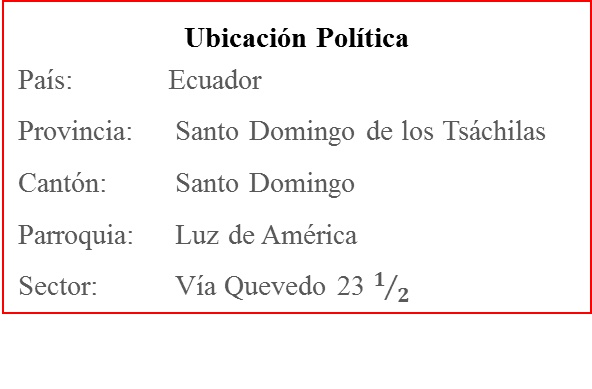 Ubicación Política
País: Ecuador
Provincia: Santo Domingo de los Tsáchilas
Cantón: Santo Domingo
Parroquia: Luz de América
Sector: Vía Quevedo 23 1/2